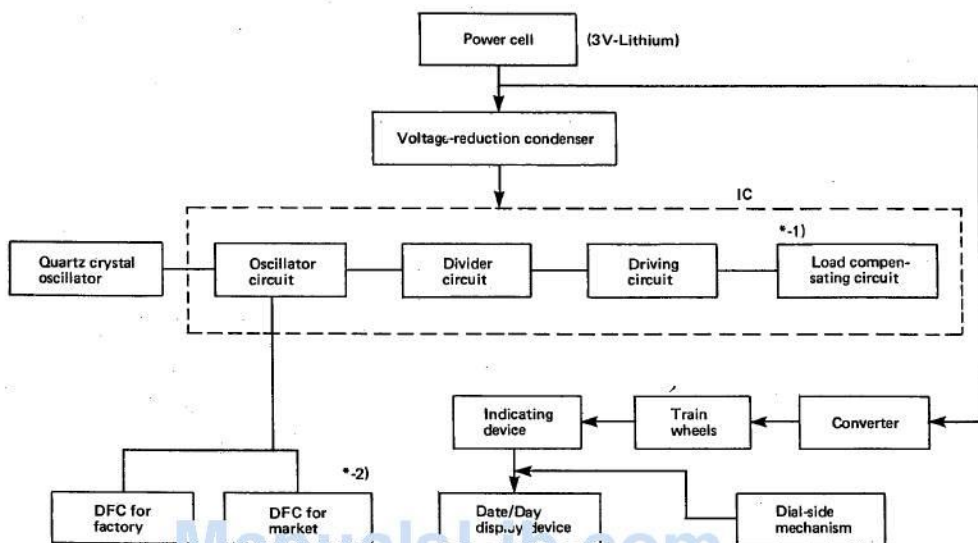 Power cell
(3V-Lithium)
Voltage-reduction condenser
IC
*-1)
Quartz crystal
oscillator
Oscillator
circuit
Divider
circuit
Driving
circuit
Load compen-
sating circuit
Indicating
device
Train
wheels
Converter
*-2)
DFC for
factory
DFC for
market
Date/Day
display device
Dial-side
mechanism
ManualsLib.com